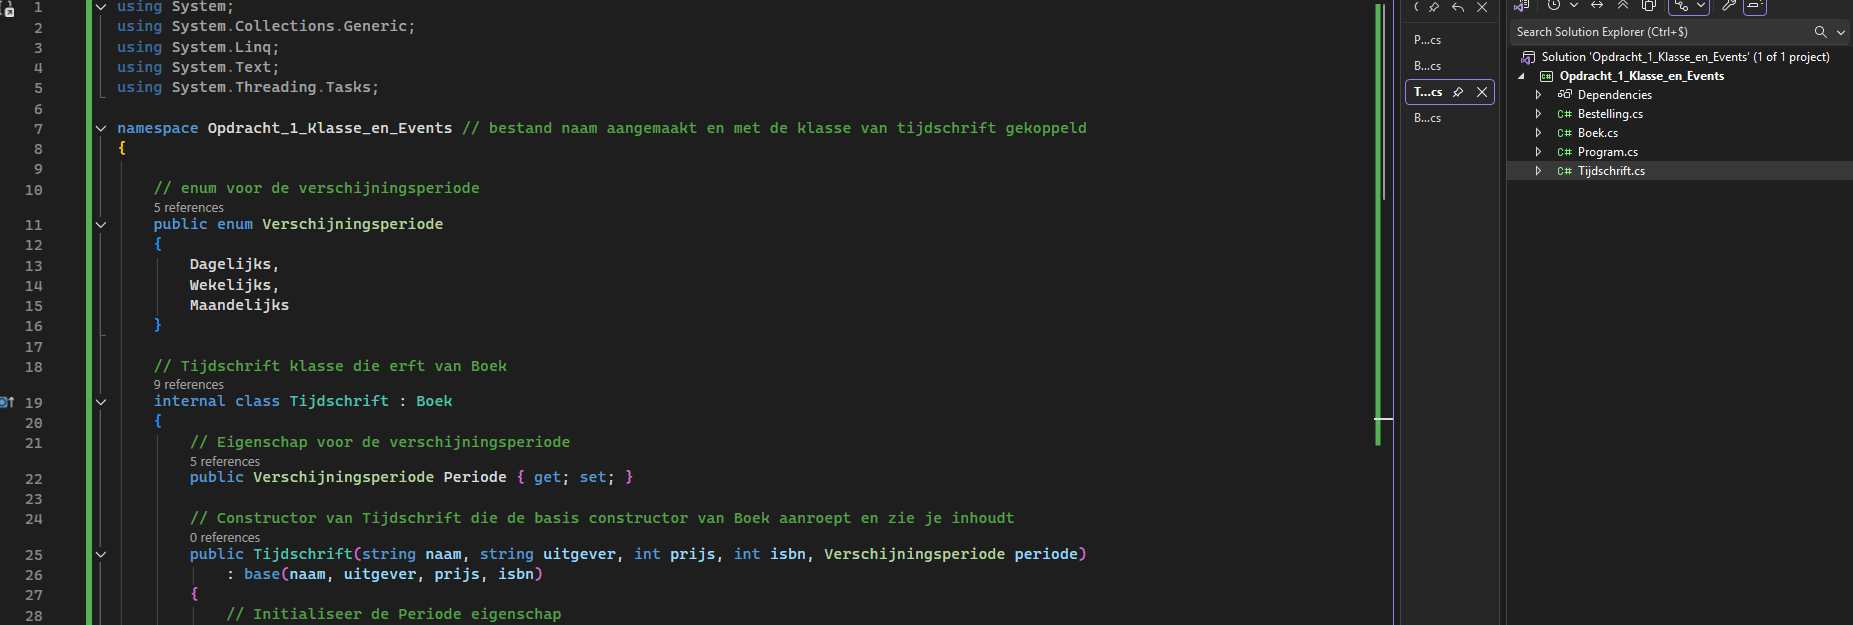 1 using System;
2 using System.Collections.Generic;
3 using System.Linq;
4 using System.Text;
5 using System.Threading.Tasks;
6
7 namespace Opdracht_1_Klasse_en_Events // bestand naam aangemaakt en met de klasse van tijdschrift gekoppeld
8 {
9
10 // enum voor de verschijningsperiode
5 references
11 public enum Verschijningsperiode
12 {
13 Dagelijks,
14 Wekelijks,
15 Maandelijks
16 }
17
18 // Tijdschrift klasse die erft van Boek
9 references
19 internal class Tijdschrift : Boek
20 {
21 // Eigenschap voor de verschijningsperiode
5 references
22 public Verschijningsperiode Periode { get; set; }
23
24 // Constructor van Tijdschrift die de basis constructor van Boek aanroept en zie je inhoudt
0 references
25 public Tijdschrift(string naam, string uitgever, int prijs, int isbn, Verschijningsperiode periode)
26 : base(naam, uitgever, prijs, isbn)
27 {
28 // Initialiseer de Periode eigenschap
P...cs
B...cs
T...cs
B...cs
Search Solution Explorer (Ctrl+$)
Solution 'Opdracht_1_Klasse_en_Events' (1 of 1 project)
C# Opdracht_1_Klasse_en_Events
Dependencies
C# Bestelling.cs
C# Boek.cs
C# Program.cs
C# Tijdschrift.cs